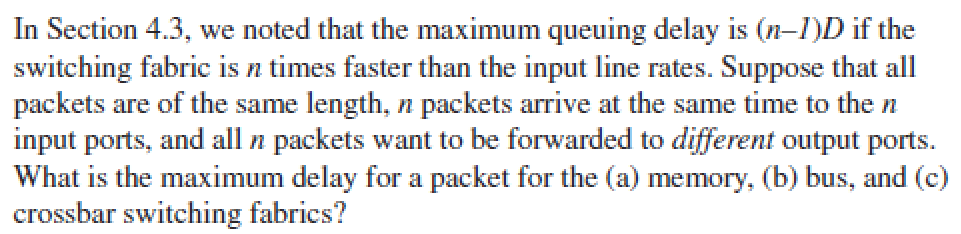 In Section 4.3, we noted that the maximum queuing delay is (n–1)D if the
switching fabric is n times faster than the input line rates. Suppose that all
packets are of the same length, n packets arrive at the same time to the n
input ports, and all n packets want to be forwarded to different output ports.
What is the maximum delay for a packet for the (a) memory, (b) bus, and (c)
crossbar switching fabrics?